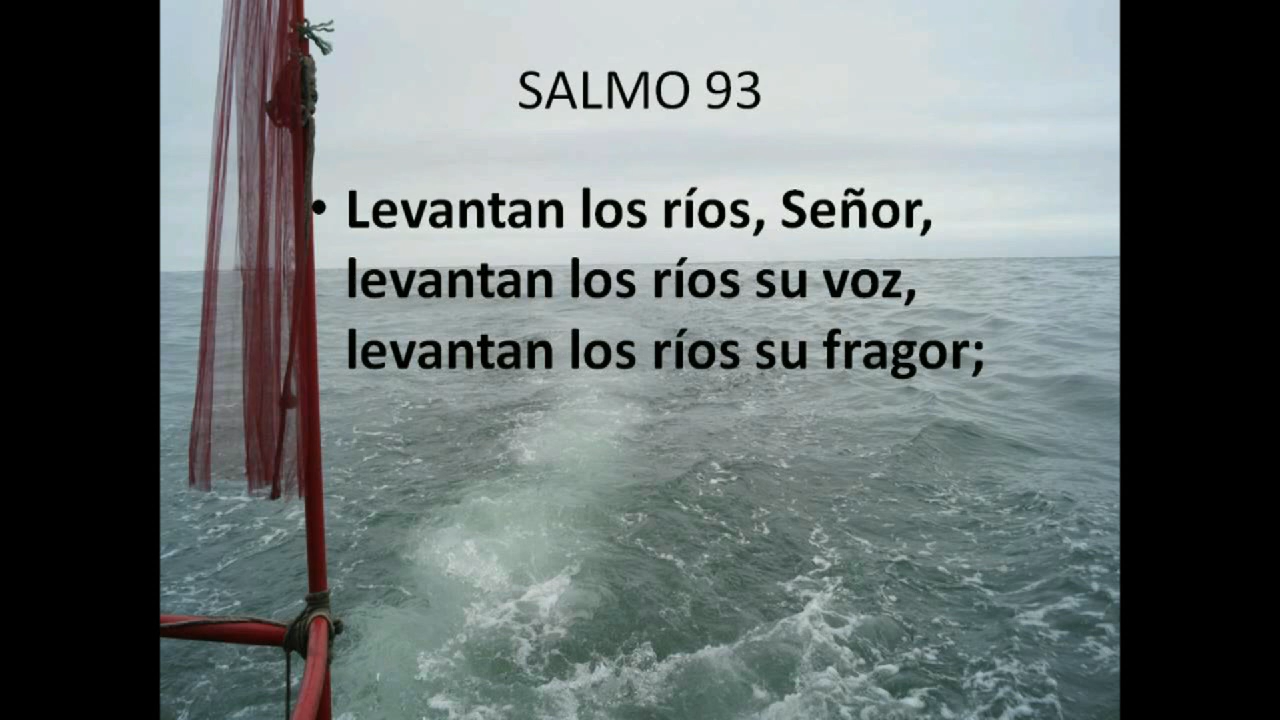 SALMO 93
• Levantan los ríos, Señor,
levantan los ríos su voz,
levantan los ríos su fragor;